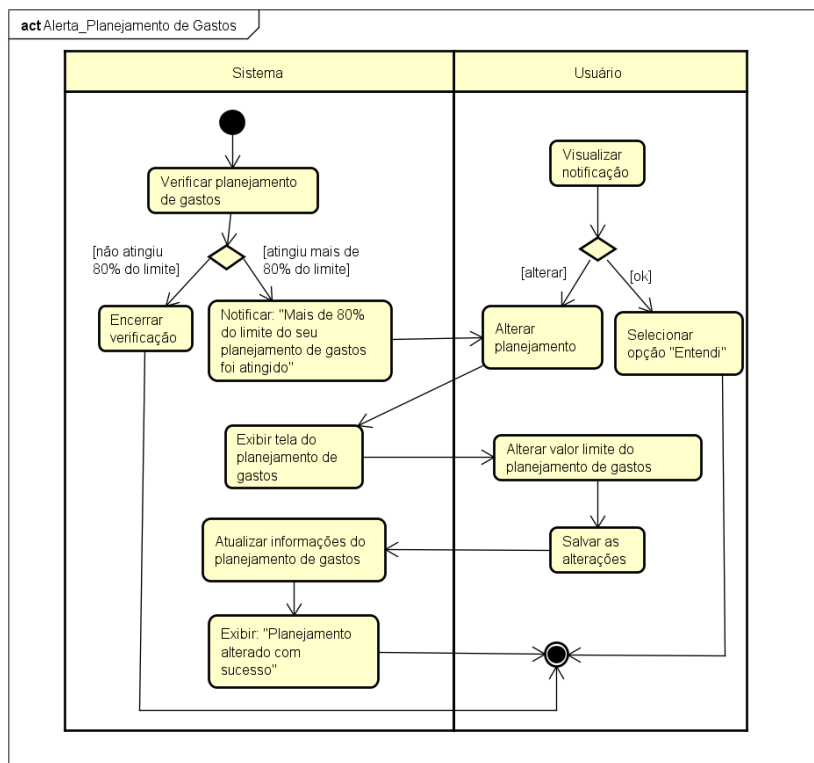 act Alerta_Planejamento de Gastos
Sistema
Usuário
Verificar planejamento
de gastos
Visualizar
notificação
[não atingiu
80% do limite]
[atingiu mais de
80% do limite]
[alterar]
[ok]
Encerrar
verificação
Notificar: "Mais de 80%
do limite do seu
planejamento de gastos
foi atingido"
Alterar
planejamento
Selecionar
opção "Entendi"
Exibir tela do
planejamento de
gastos
Alterar valor limite do
planejamento de gastos
Atualizar informações do
planejamento de gastos
Salvar as
alterações
Exibir: "Planejamento
alterado com
sucesso"